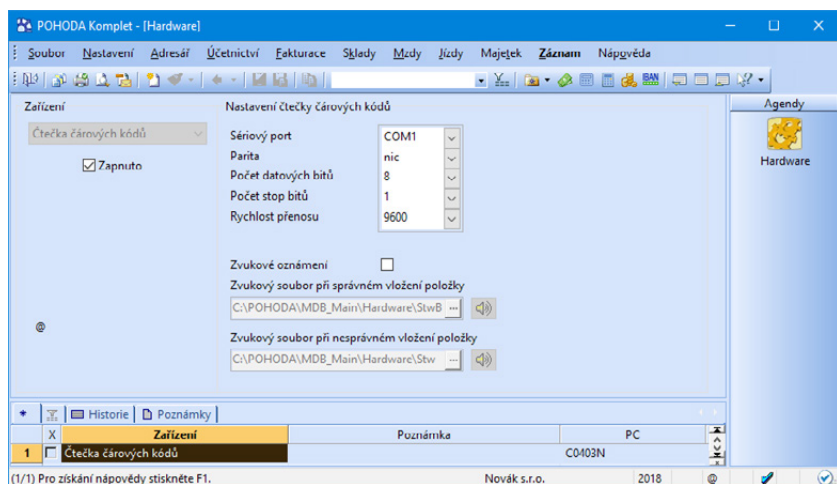 POHODA Komplet - [Hardware]
Soubor Nastavení Adresář Účetnictví Fakturace Sklady Mzdy Jízdy Majetek Záznam Nápověda
IBAN
Zařízení
Čtečka čárových kódů
Zapnuto
@
Nastavení čtečky čárových kódů
Sériový port COM1
Parita nic
Počet datových bitů 8
Počet stop bitů 1
Rychlost přenosu 9600
Zvukové oznámení
Zvukový soubor při správném vložení položky
C:\POHODA\MDB_Main\Hardware\StwB ...
Zvukový soubor při nesprávném vložení položky
C:\POHODA\MDB_Main\Hardware\Stw ...
Agendy
Hardware
* Historie Poznámky
X Zařízení Poznámka PC
1 Čtečka čárových kódů C0403N
(1/1) Pro získání nápovědy stiskněte F1. Novák s.r.o. 2018 @